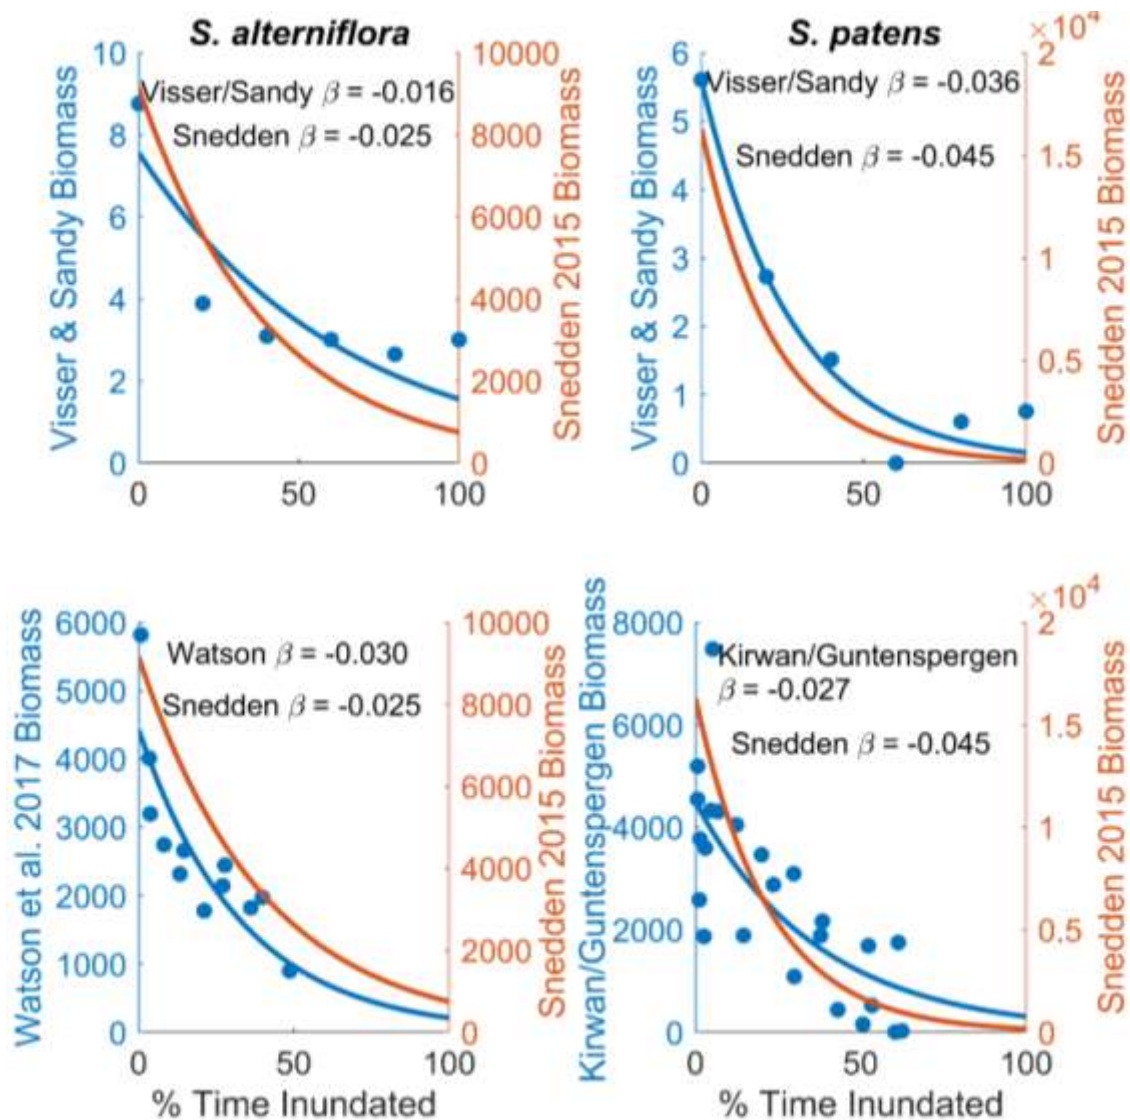 S. alterniflora
Visser/Sandy β = -0.016
Snedden β = -0.025
Visser & Sandy Biomass
10
8
6
4
2
0
Snedden 2015 Biomass
10000
8000
6000
4000
2000
0
0 50 100
S. patens
×10⁴
Visser/Sandy β = -0.036
Snedden β = -0.045
Visser & Sandy Biomass
6
5
4
3
2
1
0
Snedden 2015 Biomass
2
1.5
1
0.5
0
0 50 100
Watson β = -0.030
Snedden β = -0.025
Watson et al. 2017 Biomass
6000
5000
4000
3000
2000
1000
0
Snedden 2015 Biomass
10000
8000
6000
4000
2000
0
0 50 100
% Time Inundated
×10⁴
Kirwan/Guntenspergen
β = -0.027
Snedden β = -0.045
Kirwan/Guntenspergen Biomass
8000
6000
4000
2000
0
Snedden 2015 Biomass
2
1.5
1
0.5
0
0 50 100
% Time Inundated